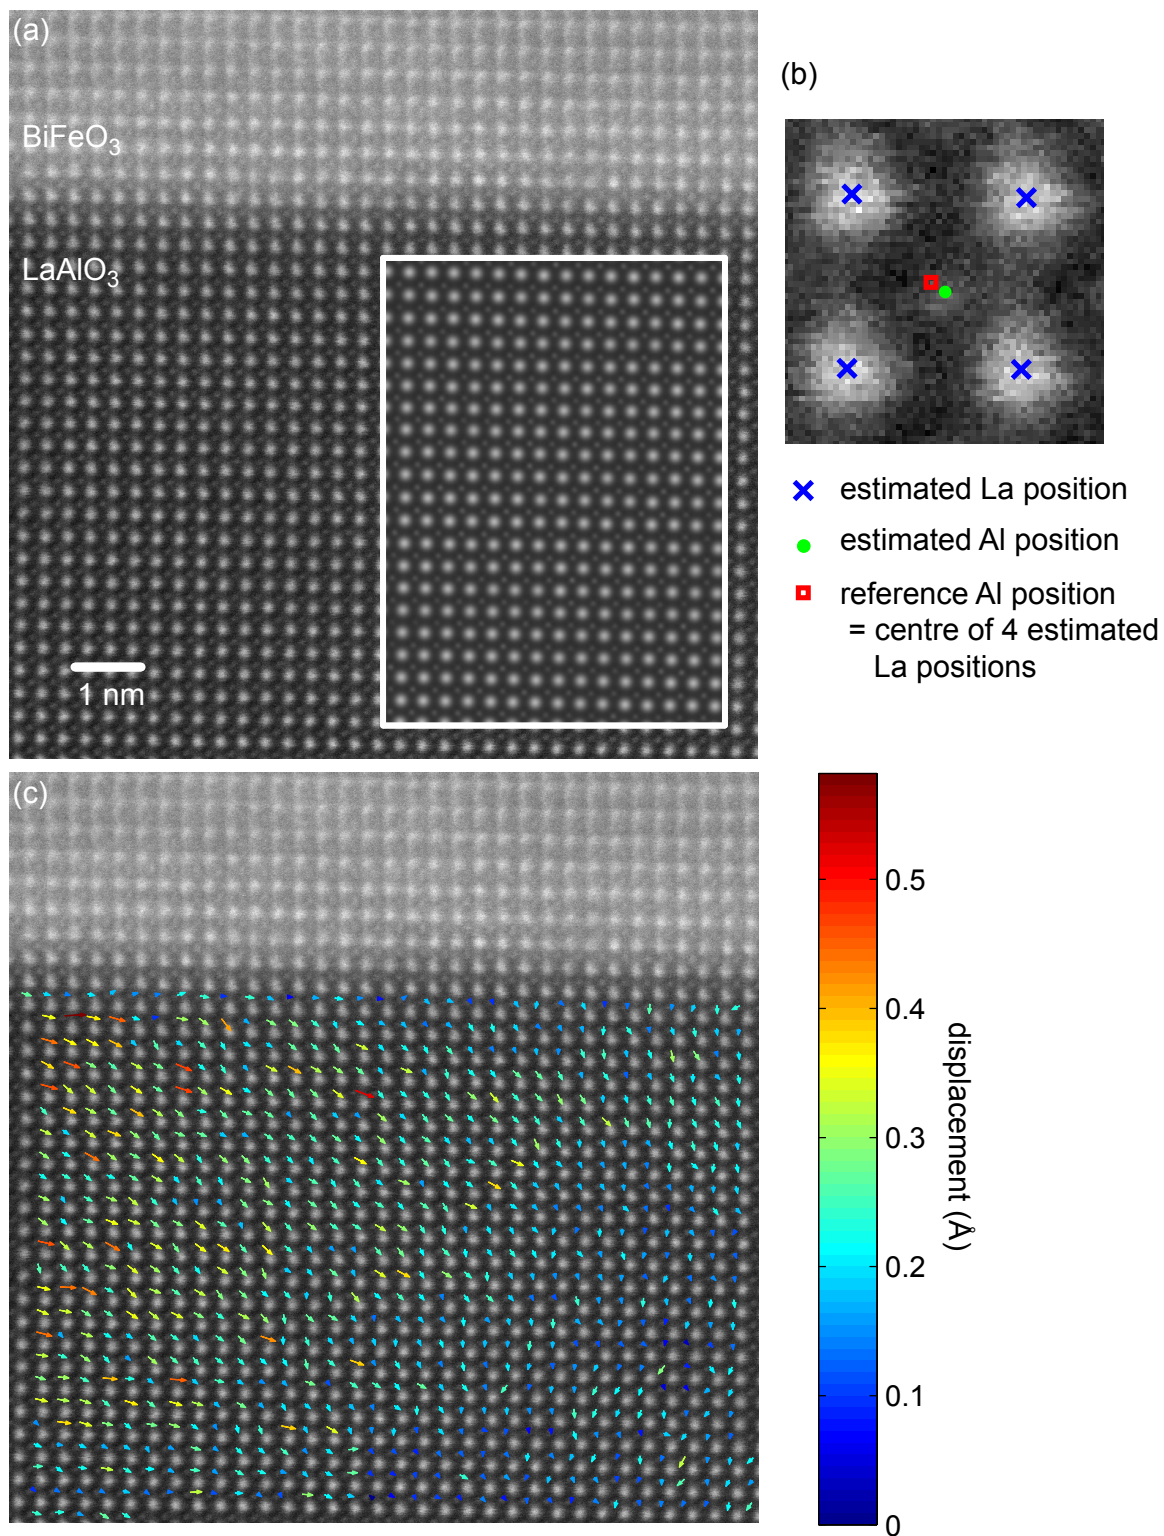 (a)
BiFeO₃
LaAlO₃
1 nm
(b)
estimated La position
estimated Al position
reference Al position
= centre of 4 estimated
La positions
(c)
0.5
0.4
0.3
0.2
0.1
0
displacement (Å)